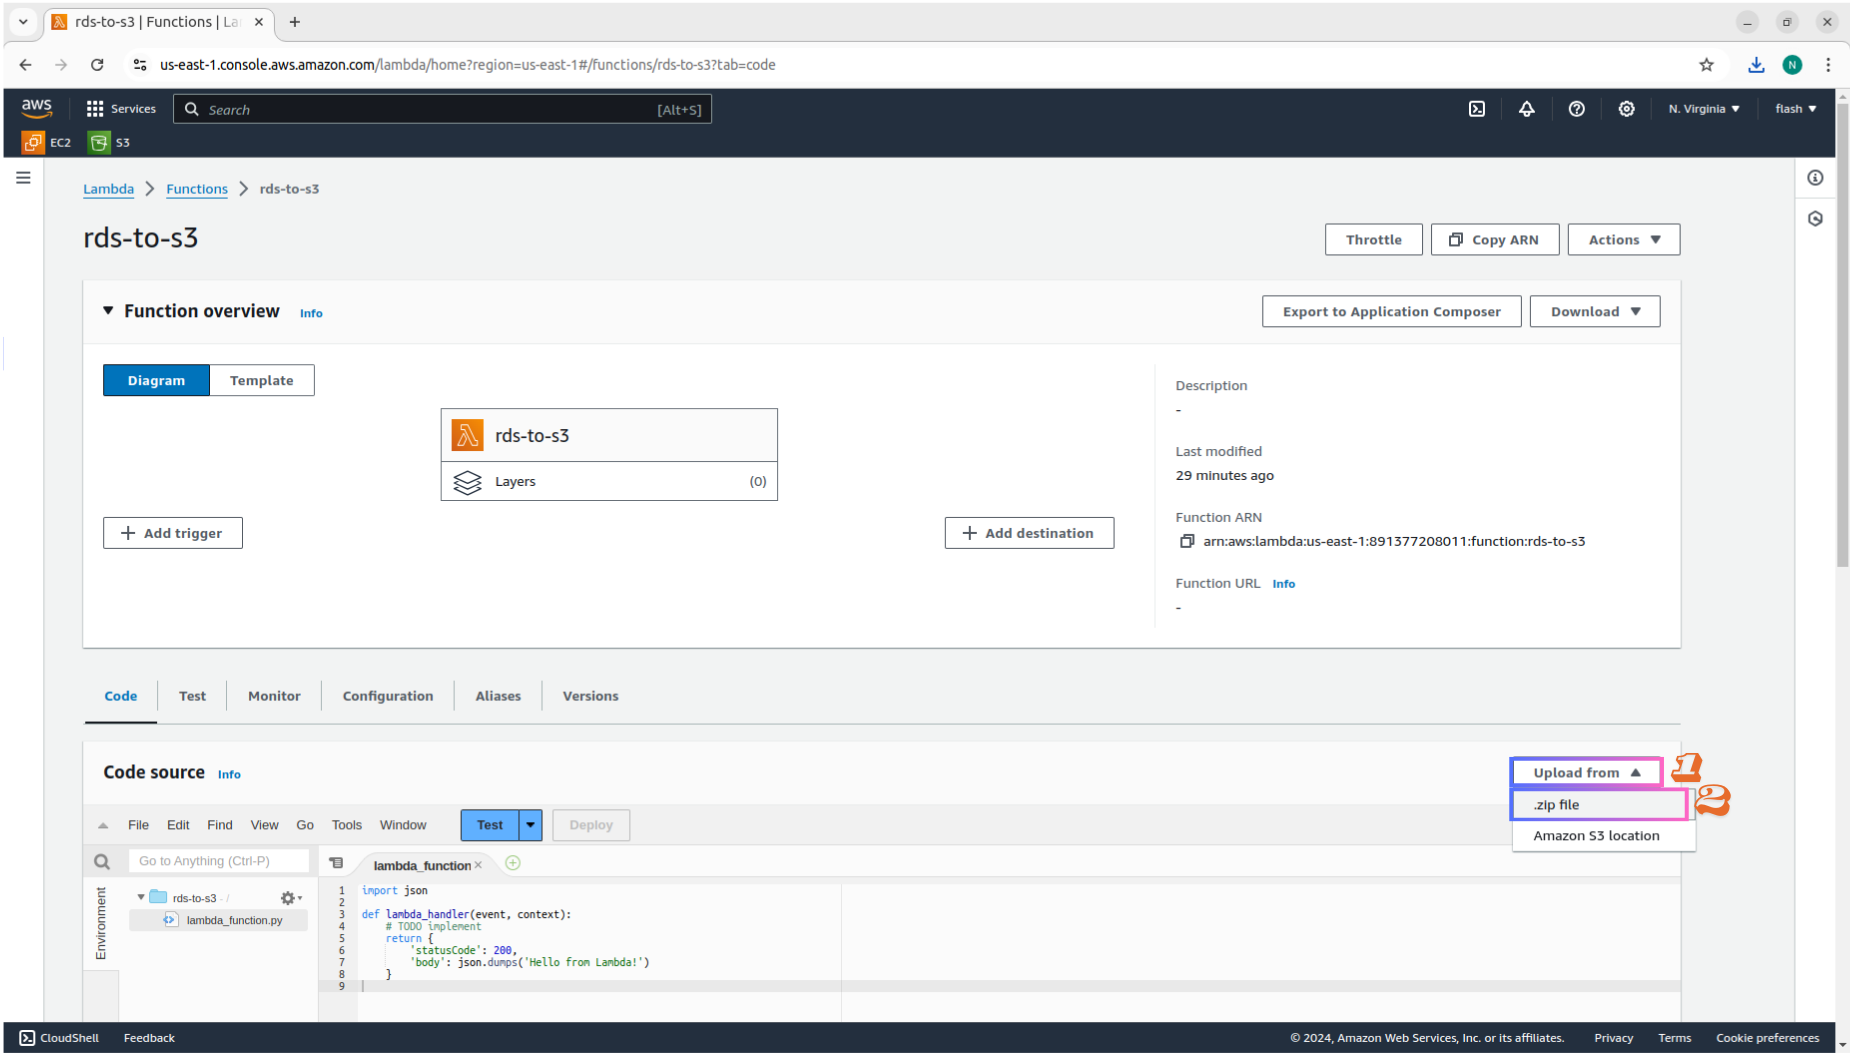 rds-to-s3 | Functions | La
us-east-1.console.aws.amazon.com/lambda/home?region=us-east-1#/functions/rds-to-s3?tab=code
N
aws
Services
Search
[Alt+S]
N. Virginia
flash
EC2
S3
Lambda
Functions
rds-to-s3
rds-to-s3
Throttle
Copy ARN
Actions
Function overview
Info
Export to Application Composer
Download
Diagram
Template
rds-to-s3
Layers
(0)
Add trigger
Add destination
Description
-
Last modified
29 minutes ago
Function ARN
arn:aws:lambda:us-east-1:891377208011:function:rds-to-s3
Function URL
Info
-
Code
Test
Monitor
Configuration
Aliases
Versions
Code source
Info
Upload from
1
.zip file
2
Amazon S3 location
File
Edit
Find
View
Go
Tools
Window
Test
Deploy
Go to Anything (Ctrl-P)
lambda_function
Environment
rds-to-s3 - /
lambda_function.py
1 import json
2
3 def lambda_handler(event, context):
4 # TODO implement
5 return {
6 'statusCode': 200,
7 'body': json.dumps('Hello from Lambda!')
8 }
9
CloudShell
Feedback
© 2024, Amazon Web Services, Inc. or its affiliates.
Privacy
Terms
Cookie preferences